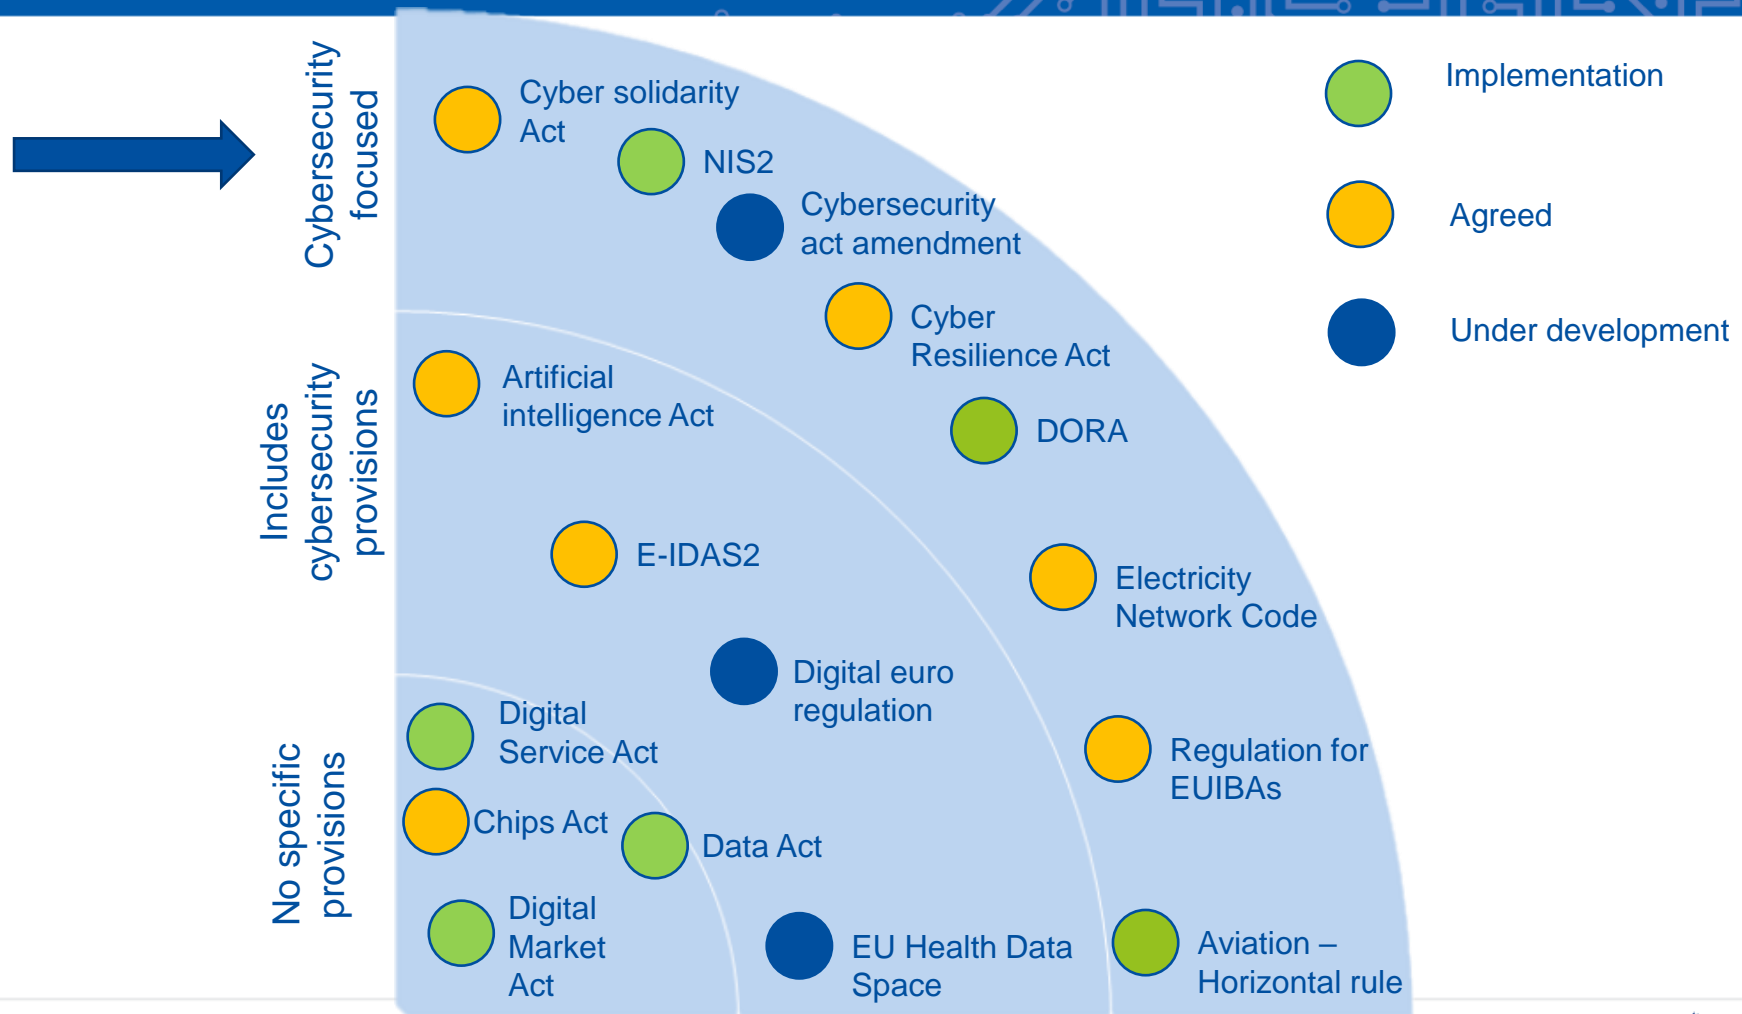 Cybersecurity
focused
Cyber solidarity
Act
NIS2
Cybersecurity
act amendment
Cyber
Resilience Act
DORA
Electricity
Network Code
Regulation for
EUIBAs
Aviation –
Horizontal rule
Includes
cybersecurity
provisions
Artificial
intelligence Act
E-IDAS2
Digital euro
regulation
EU Health Data
Space
No specific
provisions
Digital
Service Act
Chips Act
Data Act
Digital
Market
Act
Implementation
Agreed
Under development